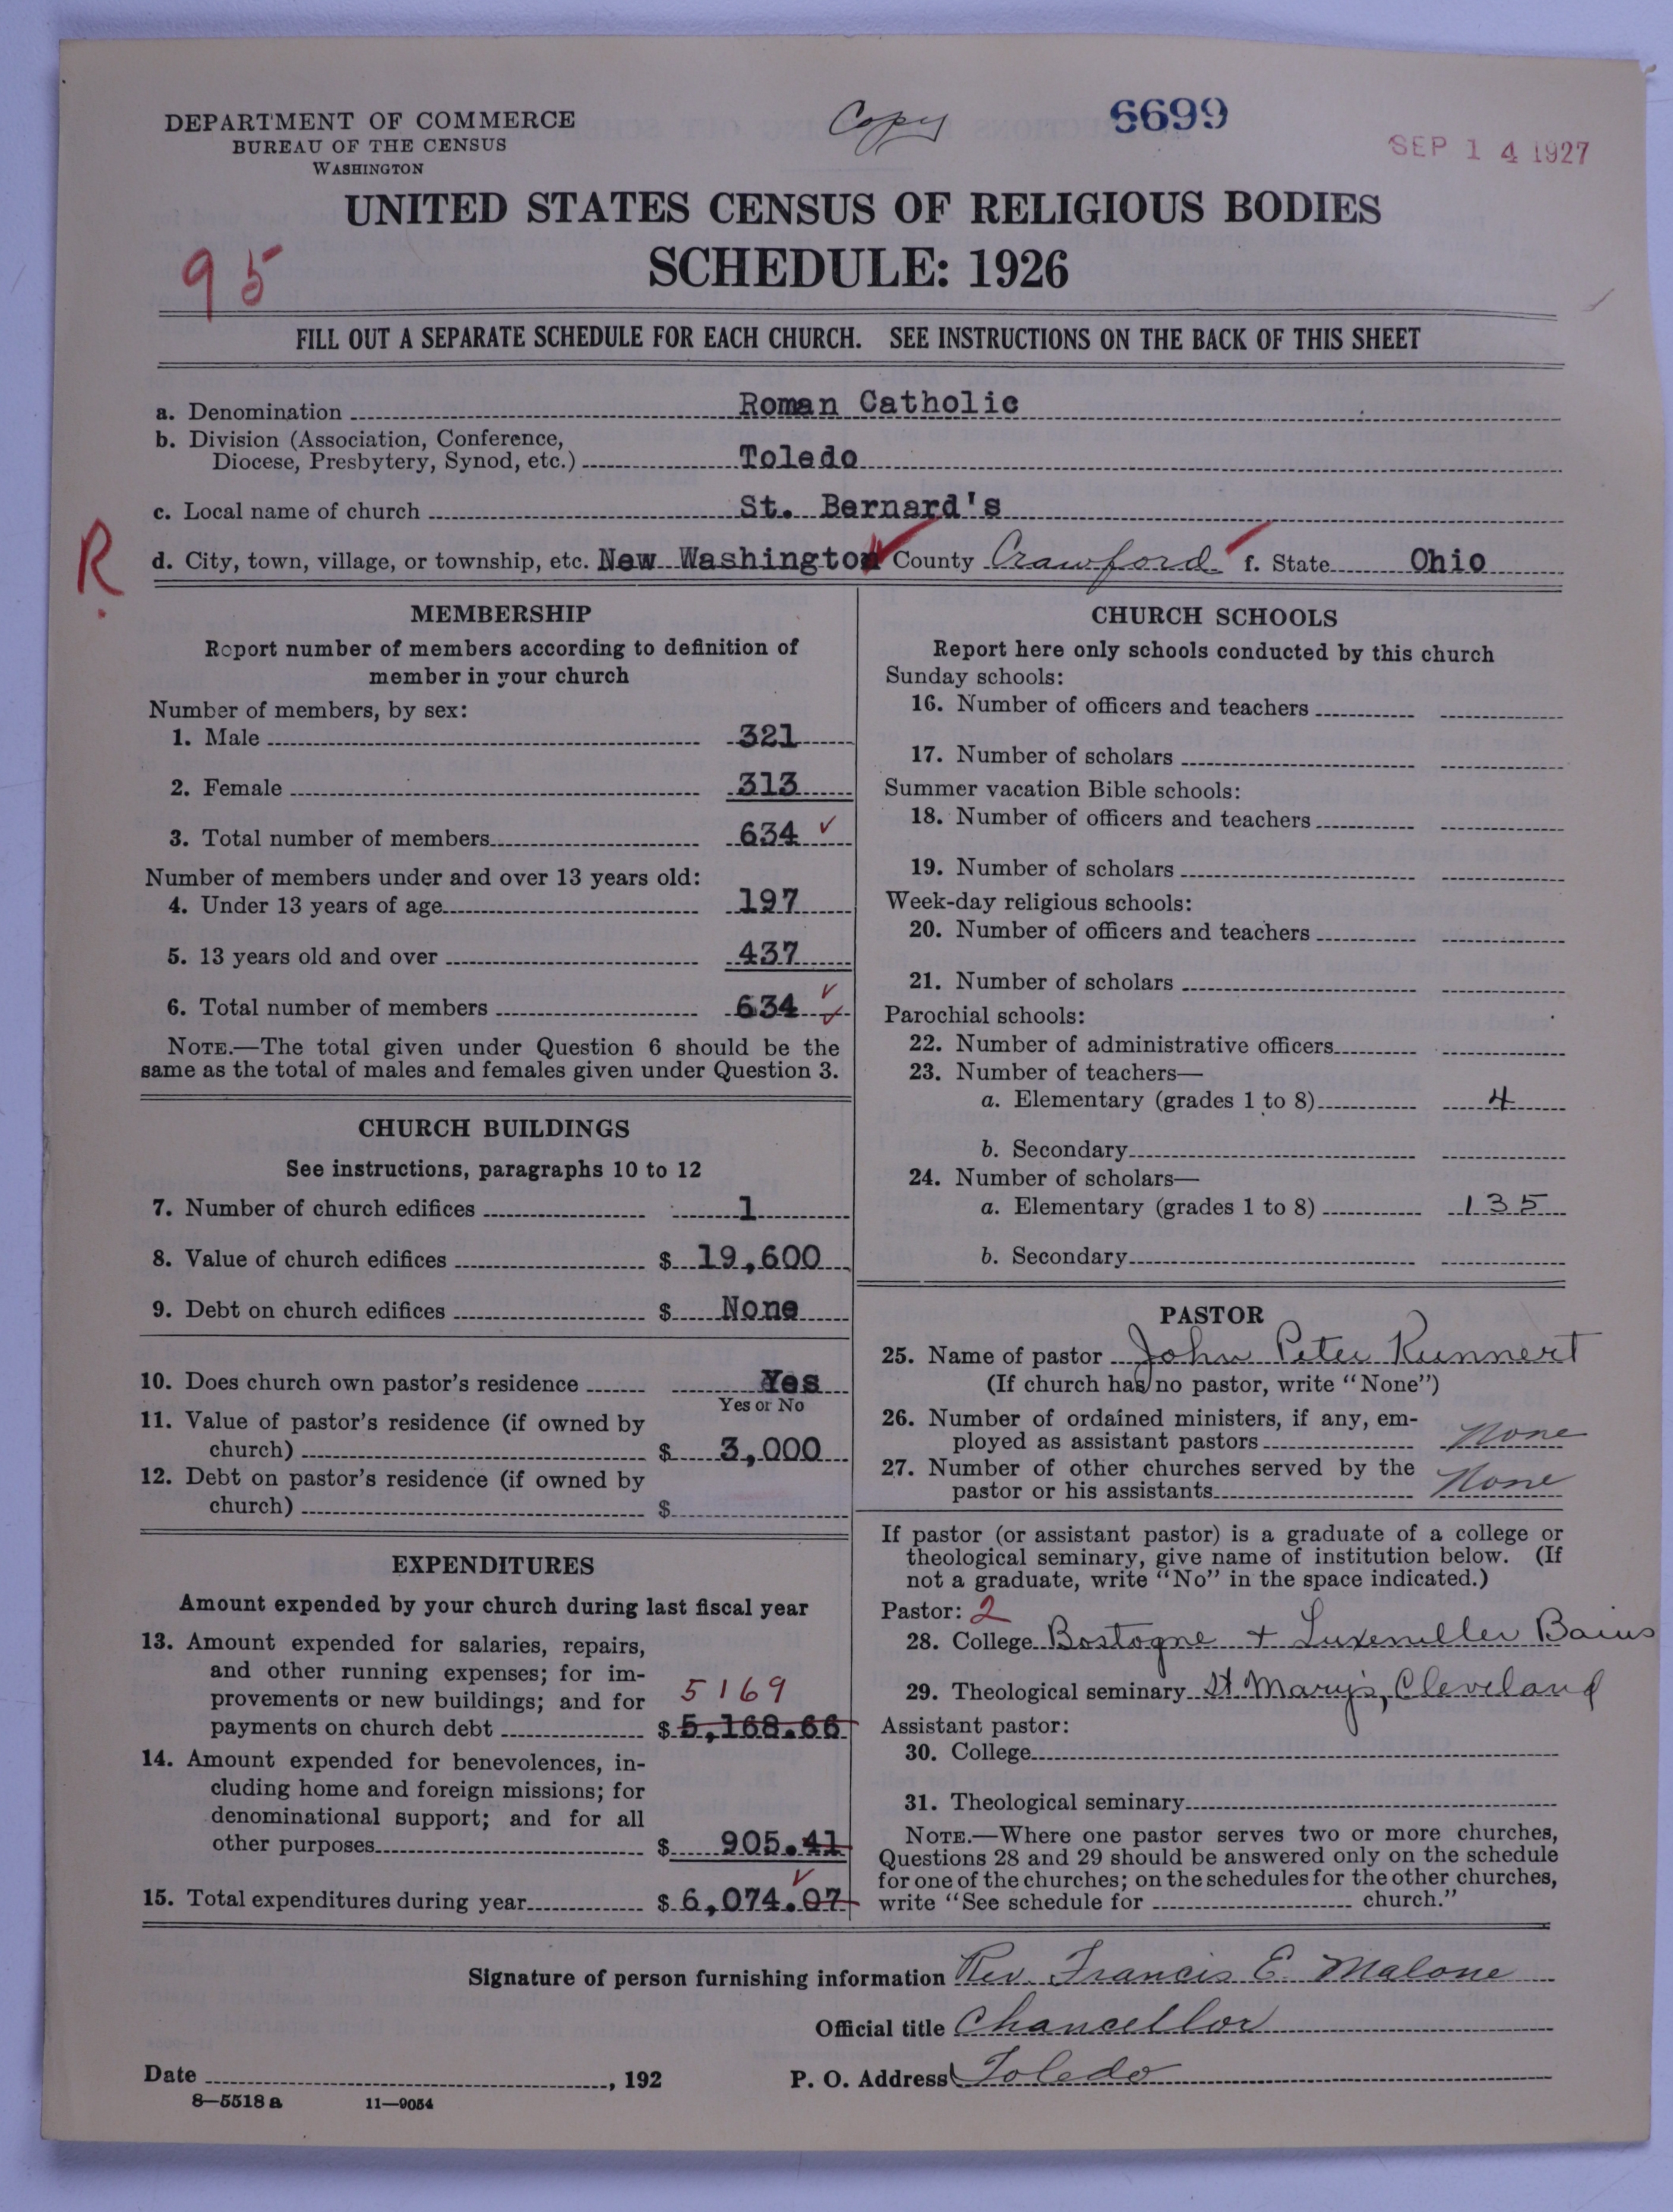 DEPARTMENT OF COMMERCE
BUREAU OF THE CENSUS
WASHINGTON
Copy
6699
SEP 14 1927
UNITED STATES CENSUS OF RELIGIOUS BODIES
SCHEDULE: 1926
95
FILL OUT A SEPARATE SCHEDULE FOR EACH CHURCH. SEE INSTRUCTIONS ON THE BACK OF THIS SHEET
a. Denomination Roman Catholic
b. Division (Association, Conference,
Diocese, Presbytery, Synod, etc.) Toledo
c. Local name of church St. Bernard's
R
d. City, town, village, or township, etc. New Washington County Crawford f. State Ohio
MEMBERSHIP
Report number of members according to definition of
member in your church
Number of members, by sex:
1. Male 321
2. Female 313
3. Total number of members 634 ✓
Number of members under and over 13 years old:
4. Under 13 years of age 197
5. 13 years old and over 437
6. Total number of members 634 ✓ ✓
NOTE.—The total given under Question 6 should be the
same as the total of males and females given under Question 3.
CHURCH BUILDINGS
See instructions, paragraphs 10 to 12
7. Number of church edifices 1
8. Value of church edifices $ 19,600
9. Debt on church edifices $ None
10. Does church own pastor's residence Yes
Yes or No
11. Value of pastor's residence (if owned by
church) $ 3,000
12. Debt on pastor's residence (if owned by
church) $
EXPENDITURES
Amount expended by your church during last fiscal year
13. Amount expended for salaries, repairs,
and other running expenses; for im-
provements or new buildings; and for 5169
payments on church debt $ 5,168.66
14. Amount expended for benevolences, in-
cluding home and foreign missions; for
denominational support; and for all
other purposes $ 905.41
15. Total expenditures during year $ 6,074.07 ✓
CHURCH SCHOOLS
Report here only schools conducted by this church
Sunday schools:
16. Number of officers and teachers
17. Number of scholars
Summer vacation Bible schools:
18. Number of officers and teachers
19. Number of scholars
Week-day religious schools:
20. Number of officers and teachers
21. Number of scholars
Parochial schools:
22. Number of administrative officers
23. Number of teachers—
a. Elementary (grades 1 to 8) 4
b. Secondary
24. Number of scholars—
a. Elementary (grades 1 to 8) 135
b. Secondary
PASTOR
25. Name of pastor John Peter Kunnert
(If church has no pastor, write "None")
26. Number of ordained ministers, if any, em-
ployed as assistant pastors None
27. Number of other churches served by the
pastor or his assistants None
If pastor (or assistant pastor) is a graduate of a college or
theological seminary, give name of institution below. (If
not a graduate, write "No" in the space indicated.)
Pastor: 2
28. College Bastogne + Bains
29. Theological seminary St. Mary's, Cleveland
Assistant pastor:
30. College
31. Theological seminary
NOTE.—Where one pastor serves two or more churches,
Questions 28 and 29 should be answered only on the schedule
for one of the churches; on the schedules for the other churches,
write "See schedule for church."
Signature of person furnishing information Rev. Francis E. Malone
Official title Chancellor
Date , 192 P. O. Address Toledo
8—5518 a 11—9054